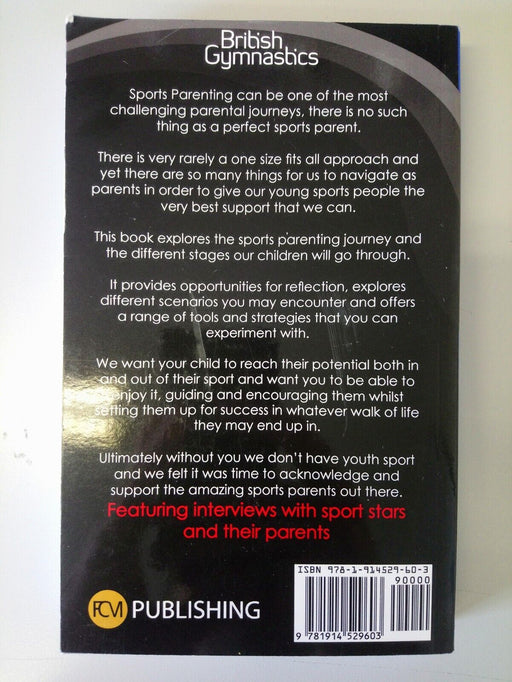 British
Gymnastics
Sports Parenting can be one of the most
challenging parental journeys, there is no such
thing as a perfect sports parent.
There is very rarely a one size fits all approach and
yet there are so many things for us to navigate as
parents in order to give our young sports people the
very best support that we can.
This book explores the sports parenting journey and
the different stages our children will go through.
It provides opportunities for reflection, explores
different scenarios you may encounter and offers
a range of tools and strategies that you can
experiment with.
We want your child to reach their potential both in
and out of their sport and want you to be able to
enjoy it, guiding and encouraging them whilst
setting them up for success in whatever walk of life
they may end up in.
Ultimately without you we don't have youth sport
and we felt it was time to acknowledge and
support the amazing sports parents out there.
Featuring interviews with sport stars
and their parents
ISBN 978-1-914529-60-3
90000
FCM PUBLISHING
9 781914 529603